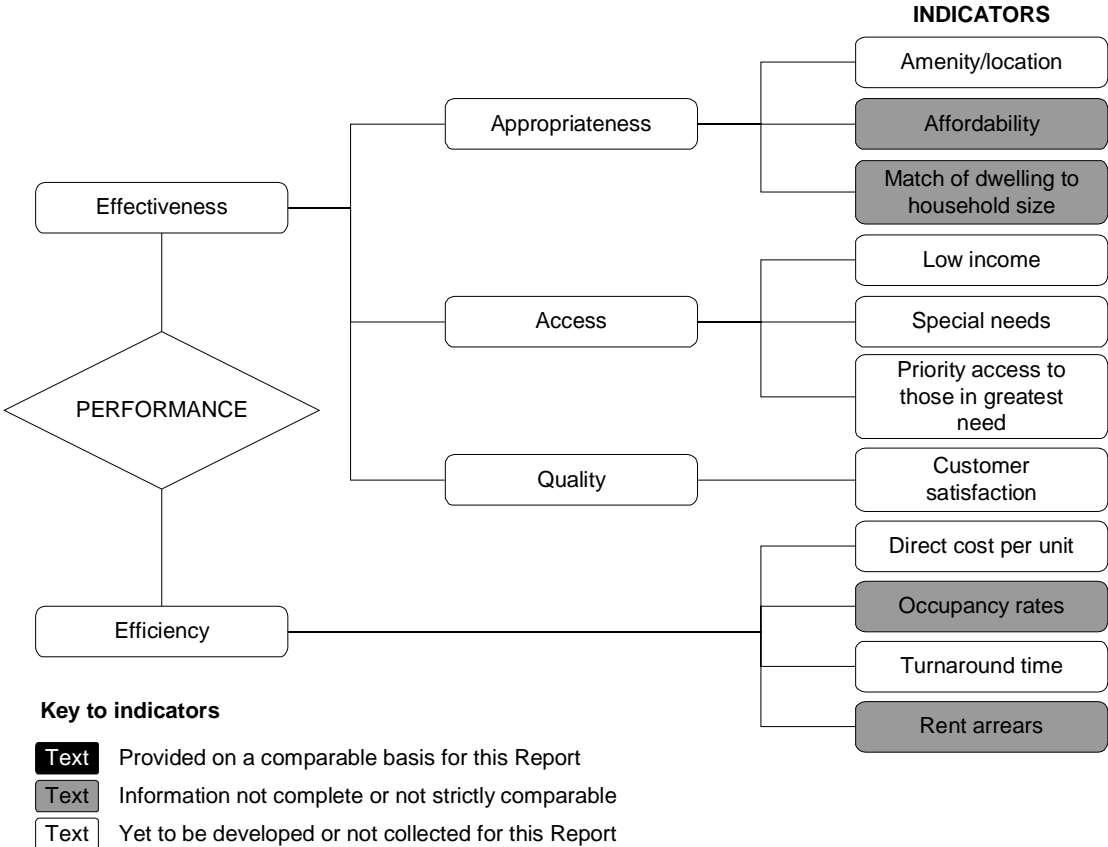 INDICATORS
Amenity/location
Appropriateness
Affordability
Match of dwelling to
household size
Effectiveness
Low income
Access
Special needs
Priority access to
those in greatest
need
PERFORMANCE
Quality
Customer
satisfaction
Direct cost per unit
Occupancy rates
Efficiency
Turnaround time
Rent arrears
Key to indicators
Text Provided on a comparable basis for this Report
Text Information not complete or not strictly comparable
Text Yet to be developed or not collected for this Report